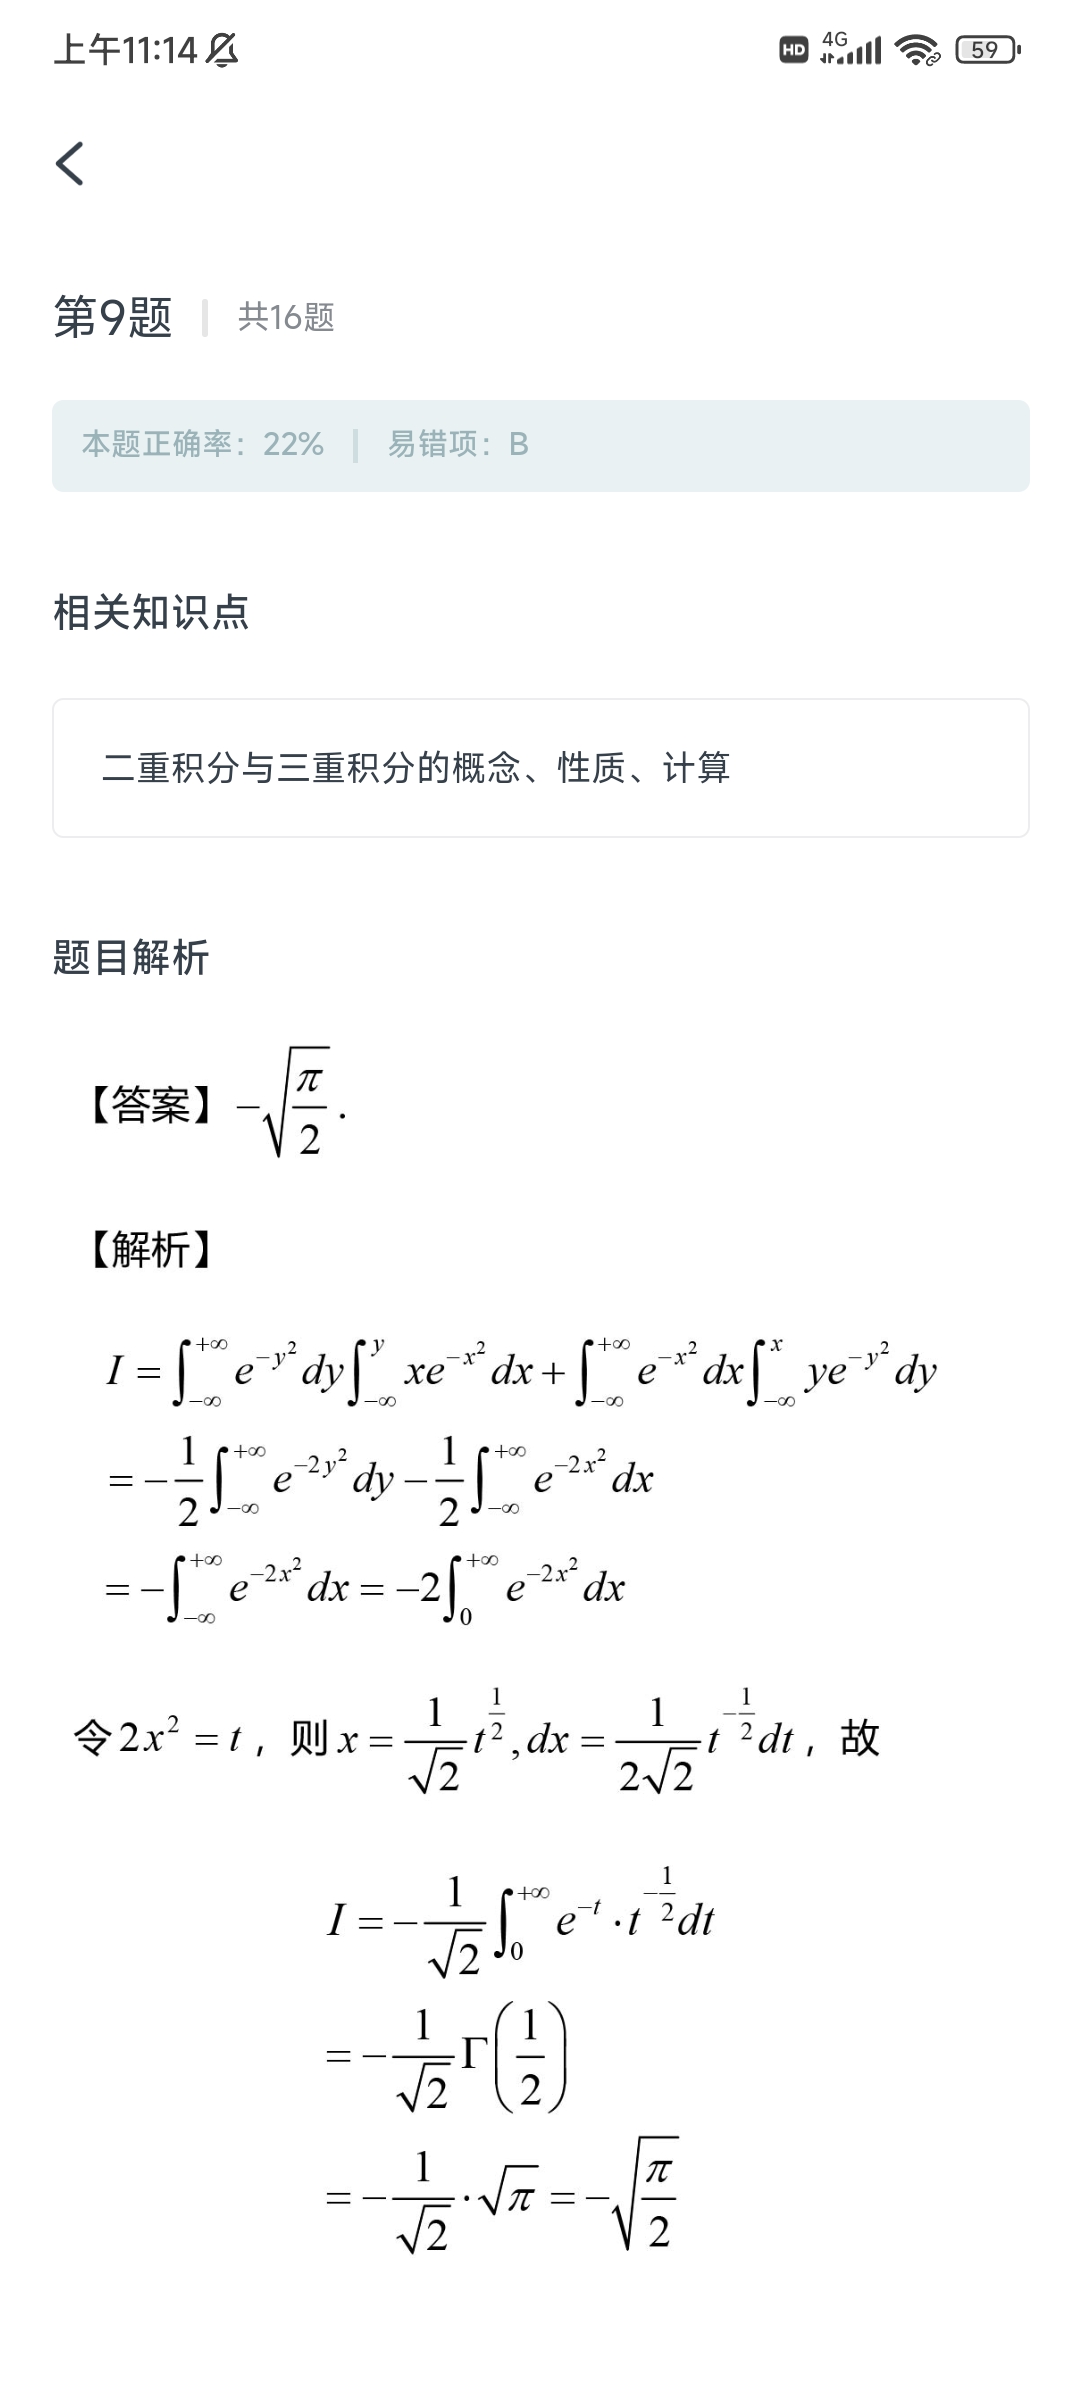 上午11:14 HD 4G 59
第9题 | 共16题
本题正确率：22% | 易错项：B
相关知识点
二重积分与三重积分的概念、性质、计算
题目解析
【答案】$-\sqrt{\frac{\pi}{2}}$.
【解析】
$I=\int_{-\infty}^{+\infty}e^{-y^2}dy\int_{-\infty}^{y}xe^{-x^2}dx+\int_{-\infty}^{+\infty}e^{-x^2}dx\int_{-\infty}^{x}ye^{-y^2}dy$
$=-\frac{1}{2}\int_{-\infty}^{+\infty}e^{-2y^2}dy-\frac{1}{2}\int_{-\infty}^{+\infty}e^{-2x^2}dx$
$=-\int_{-\infty}^{+\infty}e^{-2x^2}dx=-2\int_{0}^{+\infty}e^{-2x^2}dx$
令$2x^2=t$，则$x=\frac{1}{\sqrt{2}}t^{\frac{1}{2}},dx=\frac{1}{2\sqrt{2}}t^{-\frac{1}{2}}dt$，故
$I=-\frac{1}{\sqrt{2}}\int_{0}^{+\infty}e^{-t}\cdot t^{-\frac{1}{2}}dt$
$=-\frac{1}{\sqrt{2}}\Gamma\left(\frac{1}{2}\right)$
$=-\frac{1}{\sqrt{2}}\cdot\sqrt{\pi}=-\sqrt{\frac{\pi}{2}}$